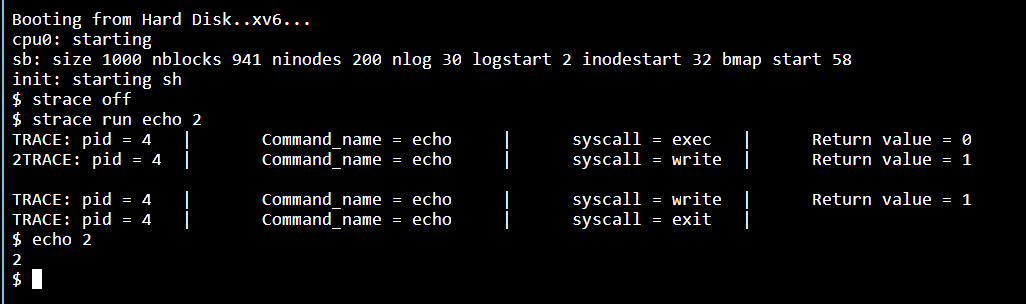 Booting from Hard Disk..xv6...
cpu0: starting
sb: size 1000 nblocks 941 ninodes 200 nlog 30 logstart 2 inodestart 32 bmap start 58
init: starting sh
$ strace off
$ strace run echo 2
TRACE: pid = 4   |       Command_name = echo     |      syscall = exec   |      Return value = 0
2TRACE: pid = 4  |       Command_name = echo     |      syscall = write  |      Return value = 1
TRACE: pid = 4   |       Command_name = echo     |      syscall = write  |      Return value = 1
TRACE: pid = 4   |       Command_name = echo     |      syscall = exit   |
$ echo 2
2
$